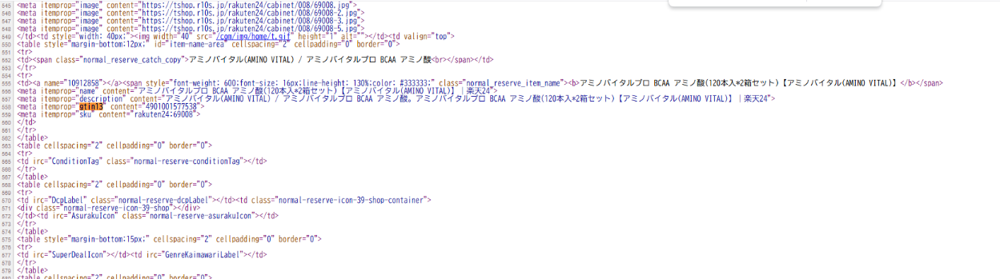 545 <meta itemprop="image" content="https://tshop.r10s.jp/rakuten24/cabinet/008/69008.jpg">
546 <meta itemprop="image" content="https://tshop.r10s.jp/rakuten24/cabinet/008/69008-2.jpg">
547 <meta itemprop="image" content="https://tshop.r10s.jp/rakuten24/cabinet/008/69008-3.jpg">
548 <meta itemprop="image" content="https://tshop.r10s.jp/rakuten24/cabinet/008/69008-5.jpg">
549 </td><td style="width: 40px;"><img width="40" src="/com/img/home/t.gif" height="1" alt=""></td><td valign="top">
550 <table style="margin-bottom:12px;" id="item-name-area" cellspacing="2" cellpadding="0" border="0">
551 <tr>
552 <td><span class="normal_reserve_catch_copy">アミノバイタル(AMINO VITAL) / アミノバイタルプロ BCAA アミノ酸<br></span></td>
553 </tr>
554 <tr>
555 <td><a name="10912858"></a><span style="font-weight: 600;font-size: 16px;line-height: 130%;color: #333333;" class="normal_reserve_item_name"><b>アミノバイタルプロ BCAA アミノ酸(120本入*2箱セット)【アミノバイタル(AMINO VITAL)】</b></span>
556 <meta itemprop="name" content="アミノバイタルプロ BCAA アミノ酸(120本入*2箱セット)【アミノバイタル(AMINO VITAL)】｜楽天24">
557 <meta itemprop="description" content="アミノバイタル(AMINO VITAL) / アミノバイタルプロ BCAA アミノ酸。アミノバイタルプロ BCAA アミノ酸(120本入*2箱セット)【アミノバイタル(AMINO VITAL)】｜楽天24">
558 <meta itemprop="gtin13" content="4901001577538">
559 <meta itemprop="sku" content="rakuten24:69008">
560 </td>
561 </tr>
562 </table>
563 <table cellspacing="2" cellpadding="0" border="0">
564 <tr>
565 <td irc="ConditionTag" class="normal-reserve-conditionTag"></td>
566 </tr>
567 </table>
568 <table cellspacing="2" cellpadding="0" border="0">
569 <tr>
570 <td irc="DcpLabel" class="normal-reserve-dcpLabel"></td><td class="normal-reserve-icon-39-shop-container">
571 <div class="normal-reserve-icon-39-shop"></div>
572 </td><td irc="AsurakuIcon" class="normal-reserve-asurakuIcon"></td>
573 </tr>
574 </table>
575 <table style="margin-bottom:15px;" cellspacing="2" cellpadding="0" border="0">
576 <tr>
577 <td irc="SuperDealIcon"></td><td irc="GenreKaimawariLabel"></td>
578 </tr>
579 </table>
580 <table cellspacing="2" cellpadding="0" border="0">